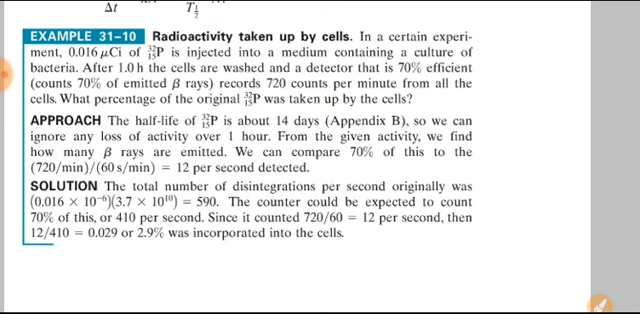 Δt T½
EXAMPLE 31–10 Radioactivity taken up by cells. In a certain experi-
ment, 0.016 μCi of ³²₁₅P is injected into a medium containing a culture of
bacteria. After 1.0 h the cells are washed and a detector that is 70% efficient
(counts 70% of emitted β rays) records 720 counts per minute from all the
cells. What percentage of the original ³²₁₅P was taken up by the cells?
APPROACH The half-life of ³²₁₅P is about 14 days (Appendix B), so we can
ignore any loss of activity over 1 hour. From the given activity, we find
how many β rays are emitted. We can compare 70% of this to the
(720/min)/(60 s/min) = 12 per second detected.
SOLUTION The total number of disintegrations per second originally was
(0.016 × 10⁻⁶)(3.7 × 10¹⁰) = 590. The counter could be expected to count
70% of this, or 410 per second. Since it counted 720/60 = 12 per second, then
12/410 = 0.029 or 2.9% was incorporated into the cells.